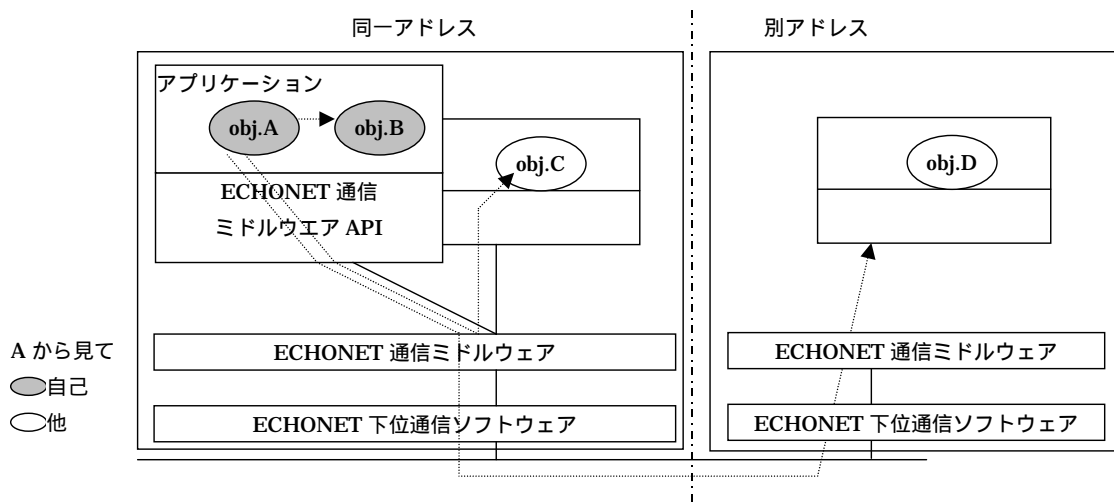 同一アドレス
別アドレス
アプリケーション
obj.A
obj.B
obj.C
obj.D
ECHONET 通信
ミドルウエア API
A から見て
自己
他
ECHONET 通信ミドルウェア
ECHONET 通信ミドルウェア
ECHONET 下位通信ソフトウェア
ECHONET 下位通信ソフトウェア